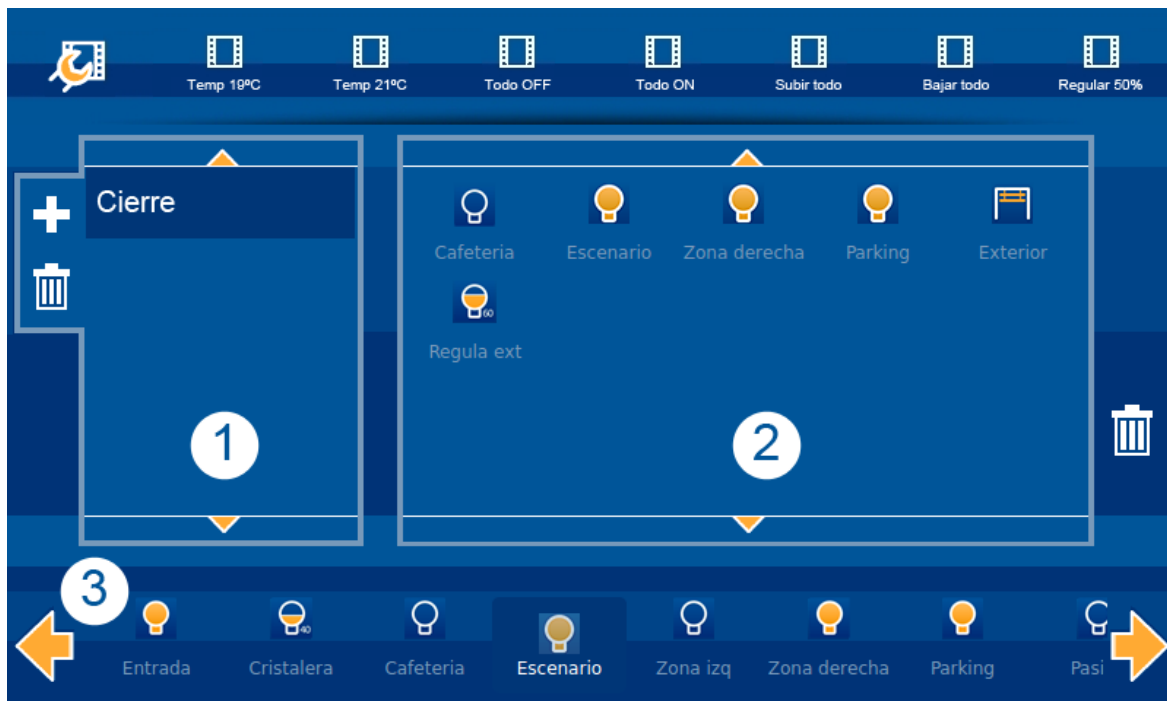 Temp 19ºC Temp 21ºC Todo OFF Todo ON Subir todo Bajar todo Regular 50%
Cierre
Cafeteria Escenario Zona derecha Parking Exterior
60
Regula ext
1
2
3
40
Entrada Cristalera Cafeteria Escenario Zona izq Zona derecha Parking Pasi